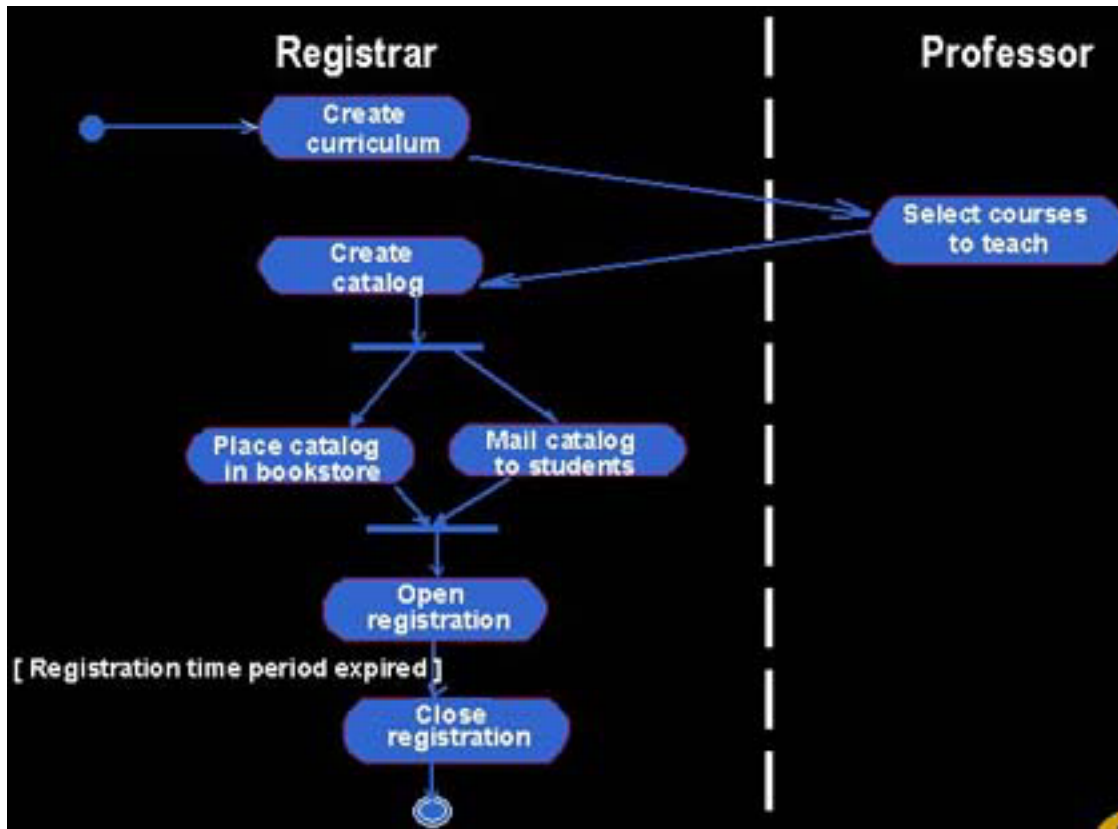 Registrar
Professor
Create
curriculum
Select courses
to teach
Create
catalog
Place catalog
in bookstore
Mail catalog
to students
Open
registration
[ Registration time period expired ]
Close
registration